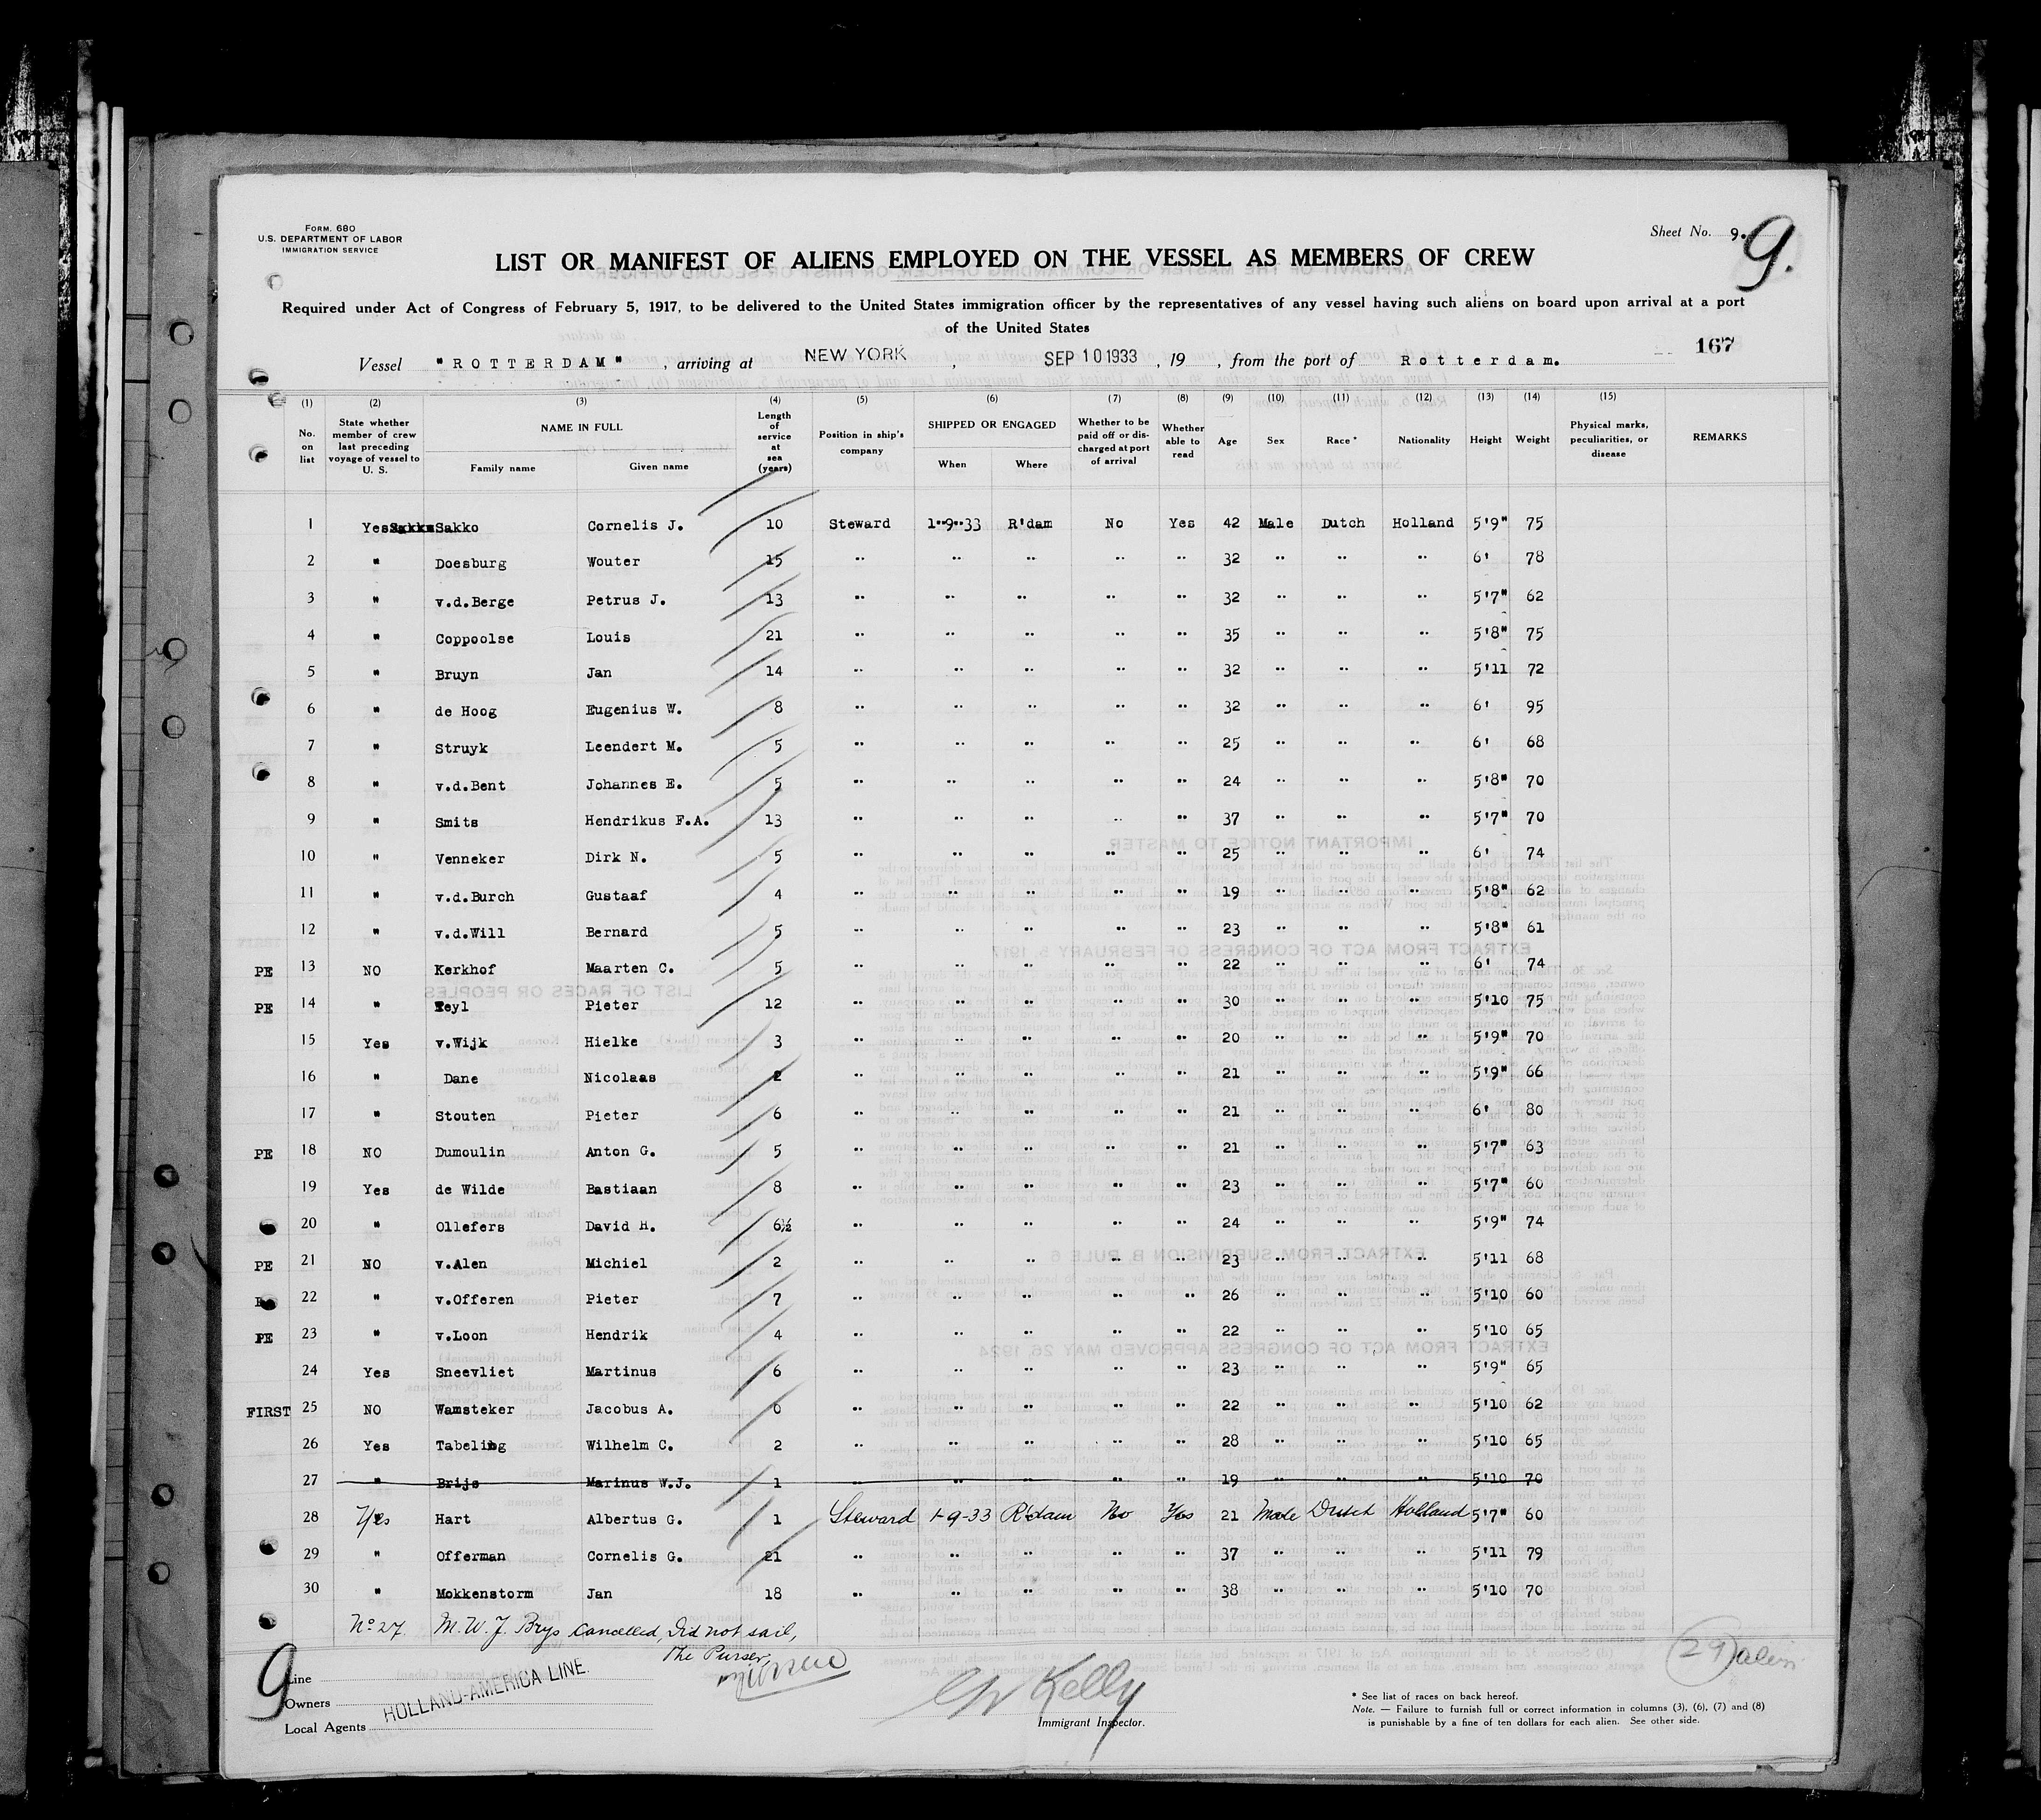 Form. 680
U.S. DEPARTMENT OF LABOR
IMMIGRATION SERVICE
Sheet No. 9. 9.
LIST OR MANIFEST OF ALIENS EMPLOYED ON THE VESSEL AS MEMBERS OF CREW
Required under Act of Congress of February 5, 1917, to be delivered to the United States immigration officer by the representatives of any vessel having such aliens on board upon arrival at a port
of the United States
167
Vessel "ROTTERDAM" , arriving at NEW YORK , SEP 10 1933 , 19 , from the port of Rotterdam.
(1) (2) (3) (4) (5) (6) (7) (8) (9) (10) (11) (12) (13) (14) (15)
No. on list State whether member of crew last preceding voyage of vessel to U. S. NAME IN FULL Family name Given name Length of service at sea (years) Position in ship's company SHIPPED OR ENGAGED When Where Whether to be paid off or discharged at port of arrival Whether able to read Age Sex Race * Nationality Height Weight Physical marks, peculiarities, or disease REMARKS
1 Yes Sakko Cornelis J. 10 Steward 1"9"33 R'dam No Yes 42 Male Dutch Holland 5'9" 75
2 " Doesburg Wouter 15 " " " " " 32 " " " 6' 78
3 " v.d.Berge Petrus J. 13 " " " " " 32 " " " 5'7" 62
4 " Coppoolse Louis 21 " " " " " 35 " " " 5'8" 75
5 " Bruyn Jan 14 " " " " " 32 " " " 5'11 72
6 " de Hoog Eugenius W. 8 " " " " " 32 " " " 6' 95
7 " Struyk Leendert M. 5 " " " " " 25 " " " 6' 68
8 " v.d.Bent Johannes E. 5 " " " " " 24 " " " 5'8" 70
9 " Smits Hendrikus F.A. 13 " " " " " 37 " " " 5'7" 70
10 " Venneker Dirk N. 5 " " " " " 25 " " " 6' 74
11 " v.d.Burch Gustaaf 4 " " " " " 19 " " " 5'8" 62
12 " v.d.Will Bernard 5 " " " " " 23 " " " 5'8" 61
PE 13 NO Kerkhof Maarten C. 5 " " " " " 22 " " " 6' 74
PE 14 " Teyl Pieter 12 " " " " " 30 " " " 5'10 75
15 Yes v.Wijk Hielke 3 " " " " " 20 " " " 5'9" 70
16 " Dane Nicolaas 2 " " " " " 21 " " " 5'9" 66
17 " Stouten Pieter 6 " " " " " 21 " " " 6' 80
PE 18 NO Dumoulin Anton G. 5 " " " " " 21 " " " 5'7" 63
19 Yes de Wilde Bastiaan 8 " " " " " 23 " " " 5'7" 60
20 " Ollefers David H. 6½ " " " " " 24 " " " 5'9" 74
PE 21 NO v.Alen Michiel 2 " " " " " 23 " " " 5'11 68
22 " v.Offeren Pieter 7 " " " " " 26 " " " 5'10 60
PE 23 " v.Loon Hendrik 4 " " " " " 22 " " " 5'10 65
24 Yes Sneevliet Martinus 6 " " " " " 23 " " " 5'9" 65
FIRST 25 NO Wamsteker Jacobus A. 0 " " " " " 22 " " " 5'10 62
26 Yes Tabeling Wilhelm C. 2 " " " " " 28 " " " 5'10 65
27 " Brijs Marinus W.J. 1 " " " " " 19 " " " 5'10 70
28 Yes Hart Albertus G. 1 Steward 1-9-33 R'dam No Yes 21 Male Dutch Holland 5'7" 60
29 " Offerman Cornelis G. 21 " " " " " 37 " " " 5'11 79
30 " Mokkenstorm Jan 18 " " " " " 38 " " " 5'10 70
No 27. M. W. J. Brys cancelled, Did not sail,
The Purser,
9 (29) alien
Line
Owners HOLLAND-AMERICA LINE.
Local Agents
Kelly
Immigrant Inspector.
* See list of races on back hereof.
Note. — Failure to furnish full or correct information in columns (3), (6), (7) and (8)
is punishable by a fine of ten dollars for each alien. See other side.